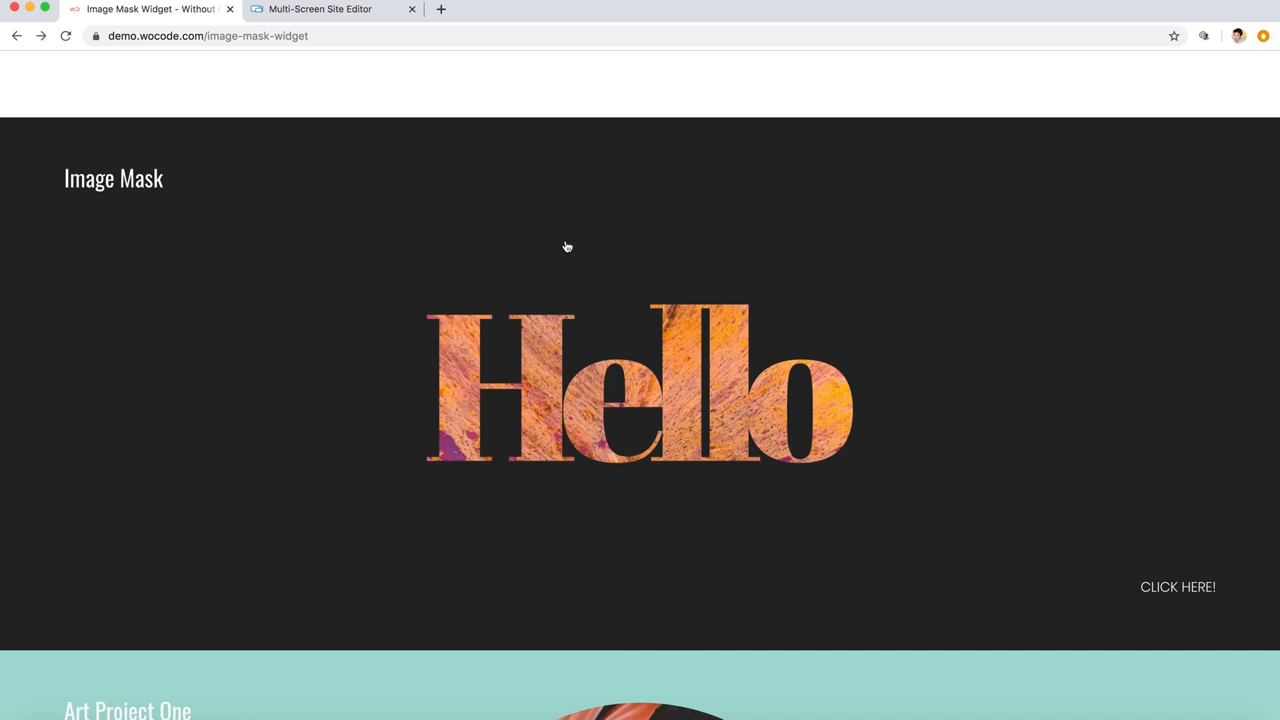 Image Mask Widget - Without
Multi-Screen Site Editor
demo.wocode.com/image-mask-widget
Image Mask
Hello
CLICK HERE!
Art Project One